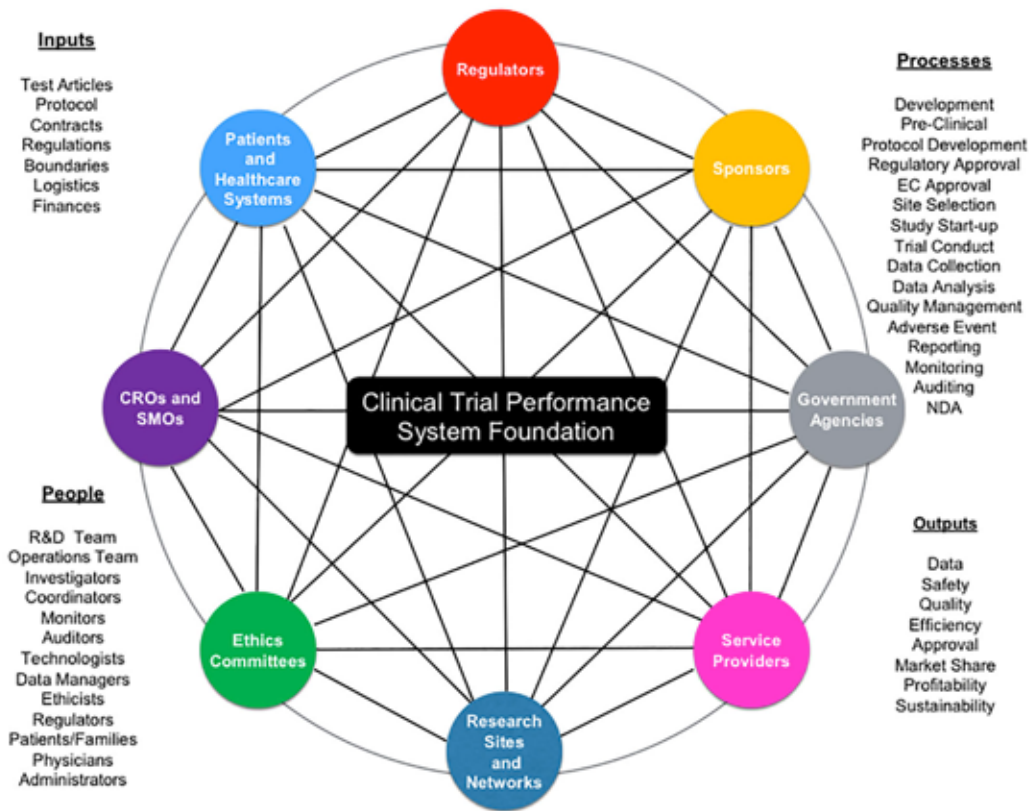 Inputs
Test Articles
Protocol
Contracts
Regulations
Boundaries
Logistics
Finances
Regulators
Processes
Development
Pre-Clinical
Protocol Development
Regulatory Approval
EC Approval
Site Selection
Study Start-up
Trial Conduct
Data Collection
Data Analysis
Quality Management
Adverse Event
Reporting
Monitoring
Auditing
NDA
Patients
and
Healthcare
Systems
Sponsors
CROs and
SMOs
Clinical Trial Performance
System Foundation
Government
Agencies
People
R&D Team
Operations Team
Investigators
Coordinators
Monitors
Auditors
Technologists
Data Managers
Ethicists
Regulators
Patients/Families
Physicians
Administrators
Ethics
Committees
Research
Sites
and
Networks
Service
Providers
Outputs
Data
Safety
Quality
Efficiency
Approval
Market Share
Profitability
Sustainability